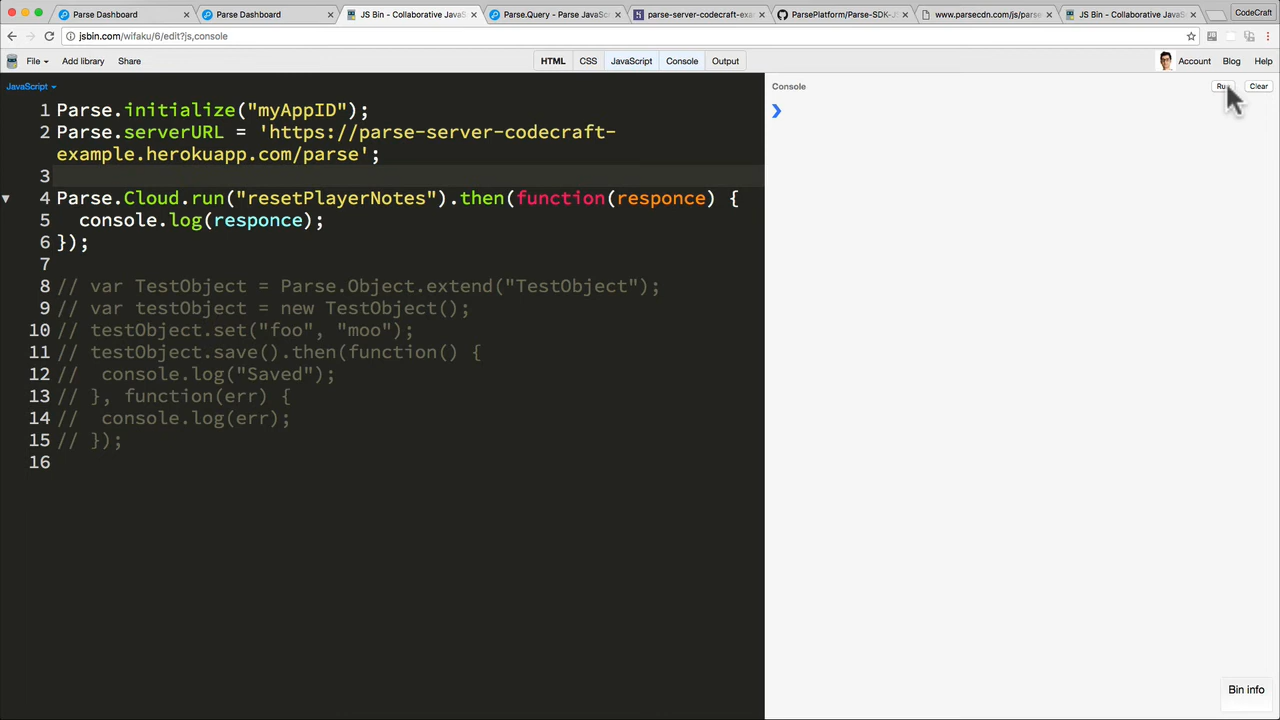 Parse Dashboard
Parse Dashboard
JS Bin - Collaborative JavaS
Parse.Query - Parse JavaScr
parse-server-codecraft-exa
ParsePlatform/Parse-SDK-J
www.parsecdn.com/js/parse
JS Bin - Collaborative JavaS
CodeCraft
jsbin.com/wifaku/6/edit?js,console
File
Add library
Share
HTML
CSS
JavaScript
Console
Output
Account
Blog
Help
JavaScript
Console
Ru
Clear
1 Parse.initialize("myAppID");
2 Parse.serverURL = 'https://parse-server-codecraft-
example.herokuapp.com/parse';
3
4 Parse.Cloud.run("resetPlayerNotes").then(function(responce) {
5 console.log(responce);
6 });
7
8 // var TestObject = Parse.Object.extend("TestObject");
9 // var testObject = new TestObject();
10 // testObject.set("foo", "moo");
11 // testObject.save().then(function() {
12 // console.log("Saved");
13 // }, function(err) {
14 // console.log(err);
15 // });
16
Bin info